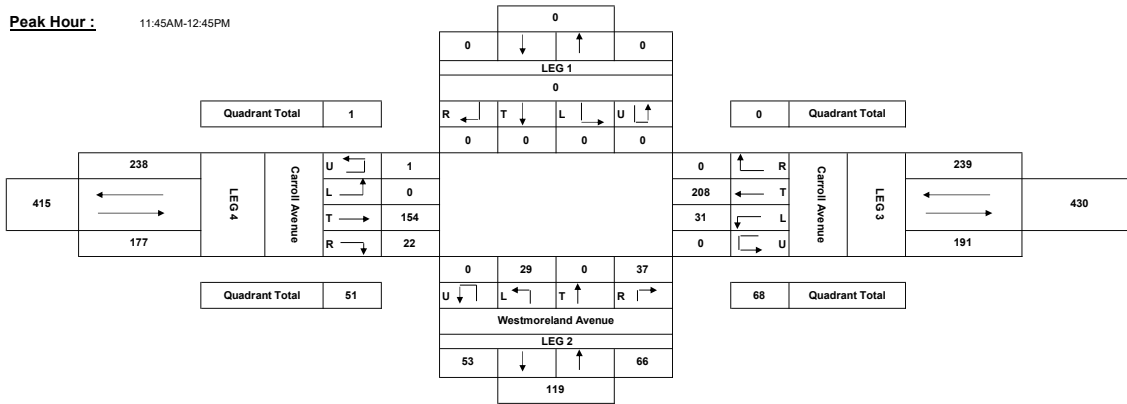 Peak Hour : 11:45AM-12:45PM
0
0 0
LEG 1
0
Quadrant Total 1
R T L U
0 Quadrant Total
0 0 0 0
238
U 1
0 R
239
415
LEG 4
Carroll Avenue
L 0
208 T
Carroll Avenue
LEG 3
430
T 154
31 L
177
R 22
0 U
191
0 29 0 37
Quadrant Total 51
U L T R
68 Quadrant Total
Westmoreland Avenue
LEG 2
53 66
119